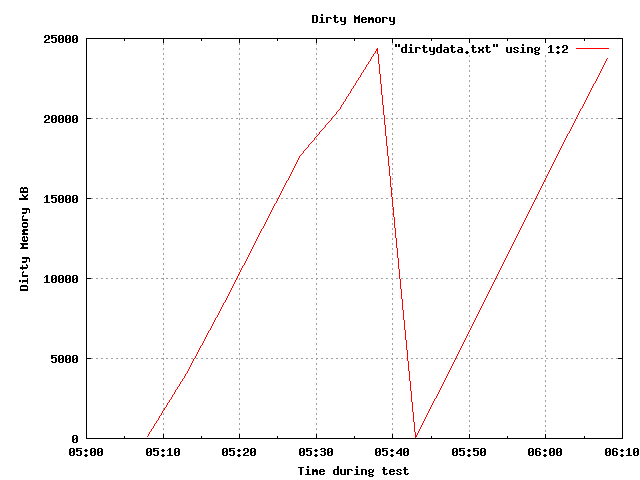 Dirty Memory
"dirtydata.txt" using 1:2
25000
20000
15000
10000
5000
0
Dirty Memory kB
05:00 05:10 05:20 05:30 05:40 05:50 06:00 06:10
Time during test